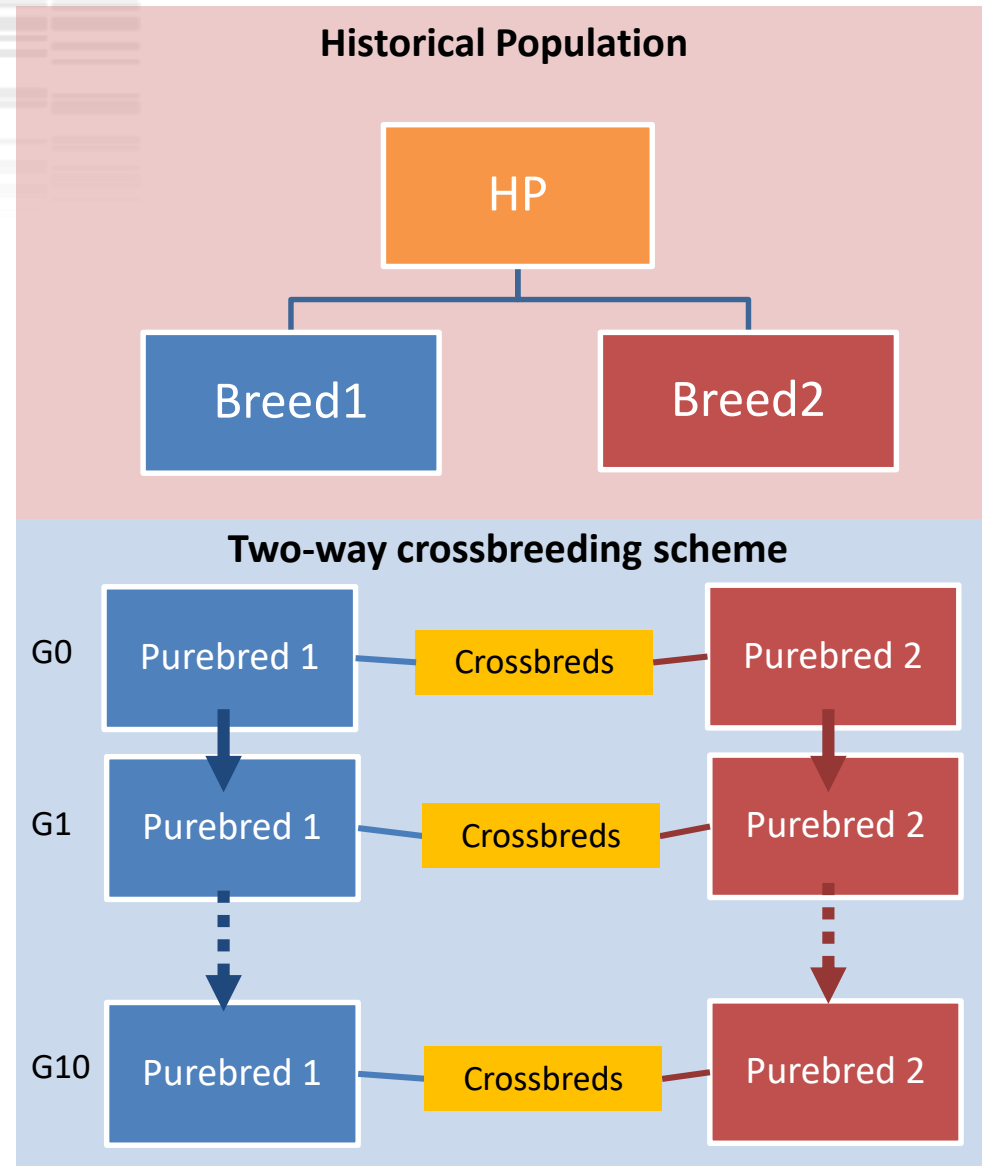 Historical Population
HP
Breed1
Breed2
Two-way crossbreeding scheme
G0
Purebred 1
Crossbreds
Purebred 2
G1
Purebred 1
Crossbreds
Purebred 2
G10
Purebred 1
Crossbreds
Purebred 2